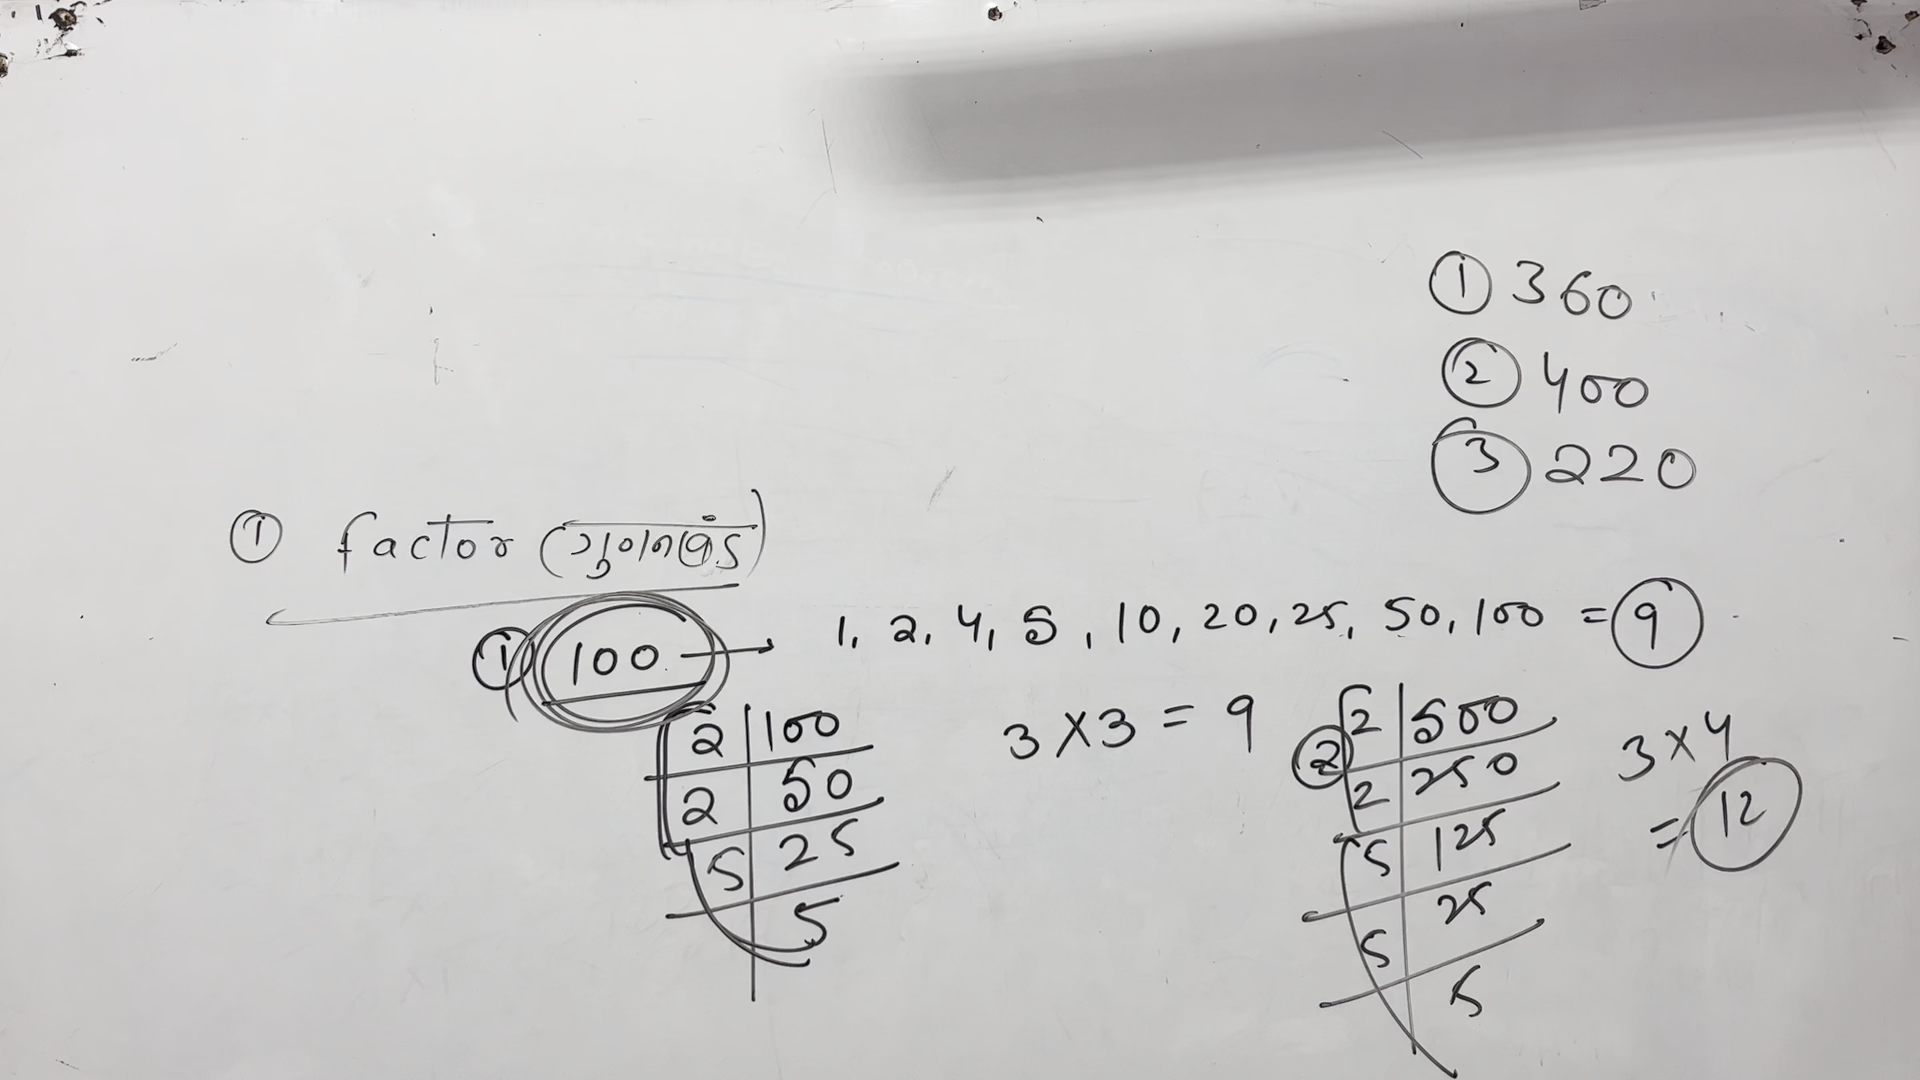 ① 360
② 400
③ 220
① factor (गुणनखंड)
① 100 → 1, 2, 4, 5, 10, 20, 25, 50, 100 = 9
2 | 100
2 | 50
5 | 25
5
3 × 3 = 9
② 2 | 500
2 | 250
5 | 125
5 | 25
5
3 × 4
= 12